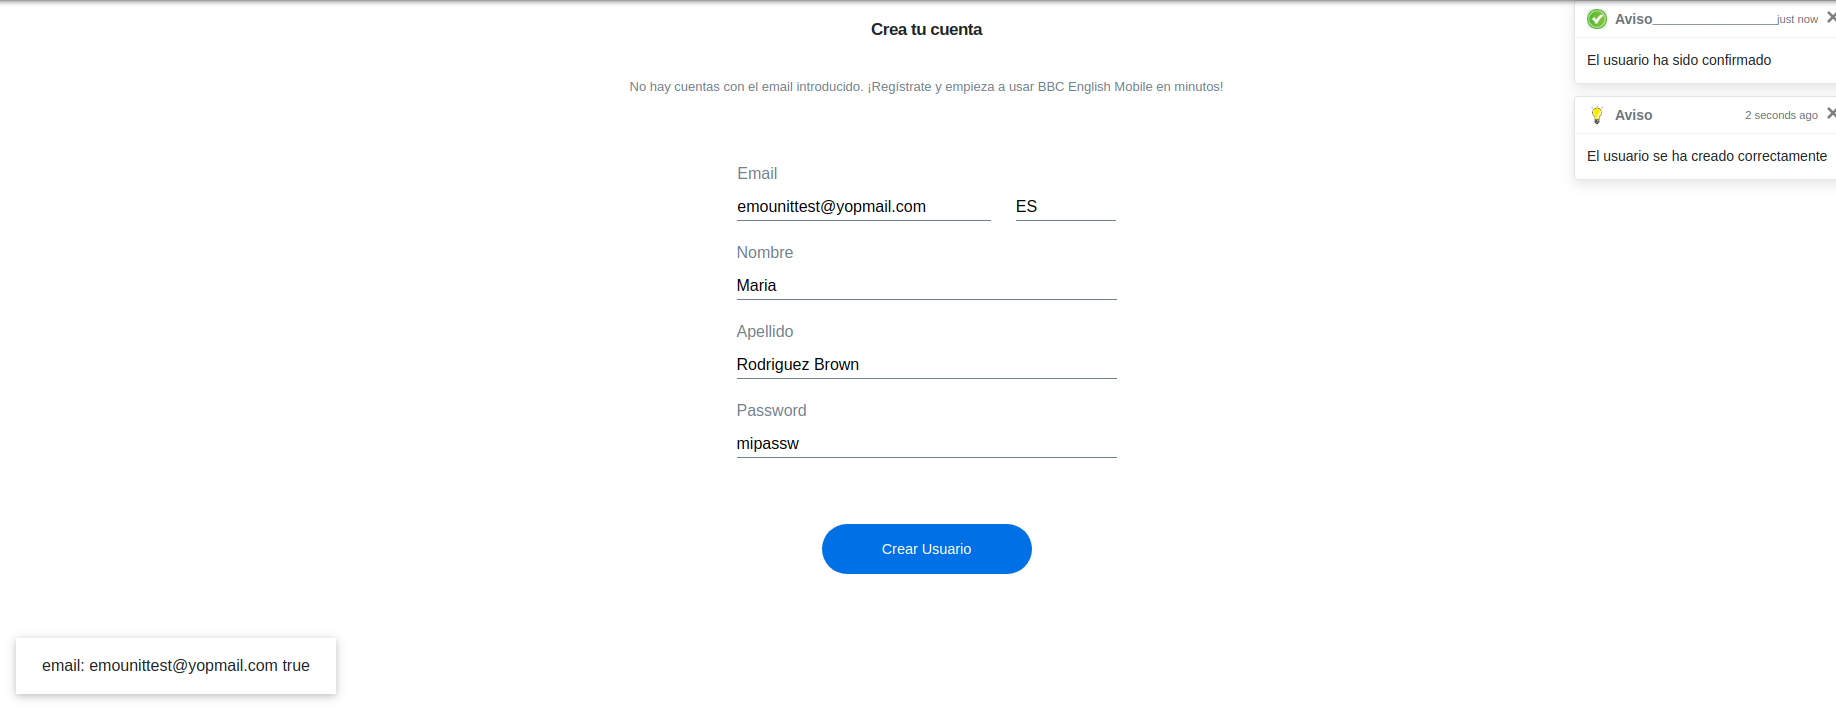 Crea tu cuenta
No hay cuentas con el email introducido. ¡Regístrate y empieza a usar BBC English Mobile en minutos!
Email
emounittest@yopmail.com ES
Nombre
Maria
Apellido
Rodriguez Brown
Password
mipassw
Crear Usuario
email: emounittest@yopmail.com true
Aviso_________________just now
El usuario ha sido confirmado
Aviso 2 seconds ago
El usuario se ha creado correctamente